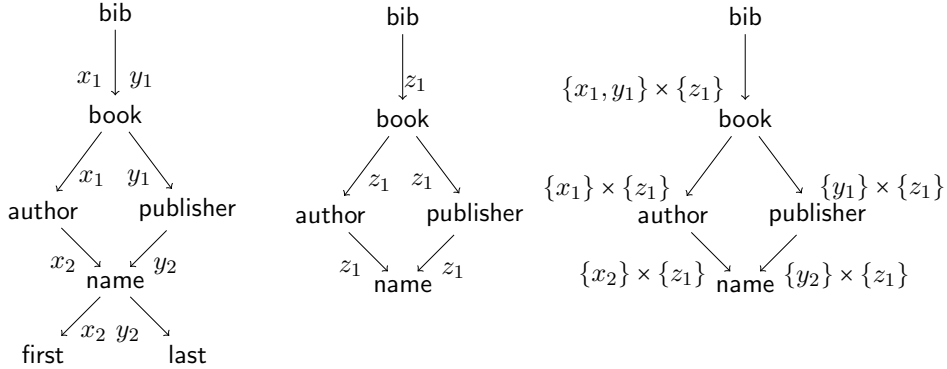 bib bib bib
x₁ y₁ z₁ {x₁, y₁} × {z₁}
book book book
x₁ y₁ z₁ z₁ {x₁} × {z₁} {y₁} × {z₁}
author publisher author publisher author publisher
x₂ y₂ z₁ z₁ {x₂} × {z₁} {y₂} × {z₁}
name name name
x₂ y₂
first last